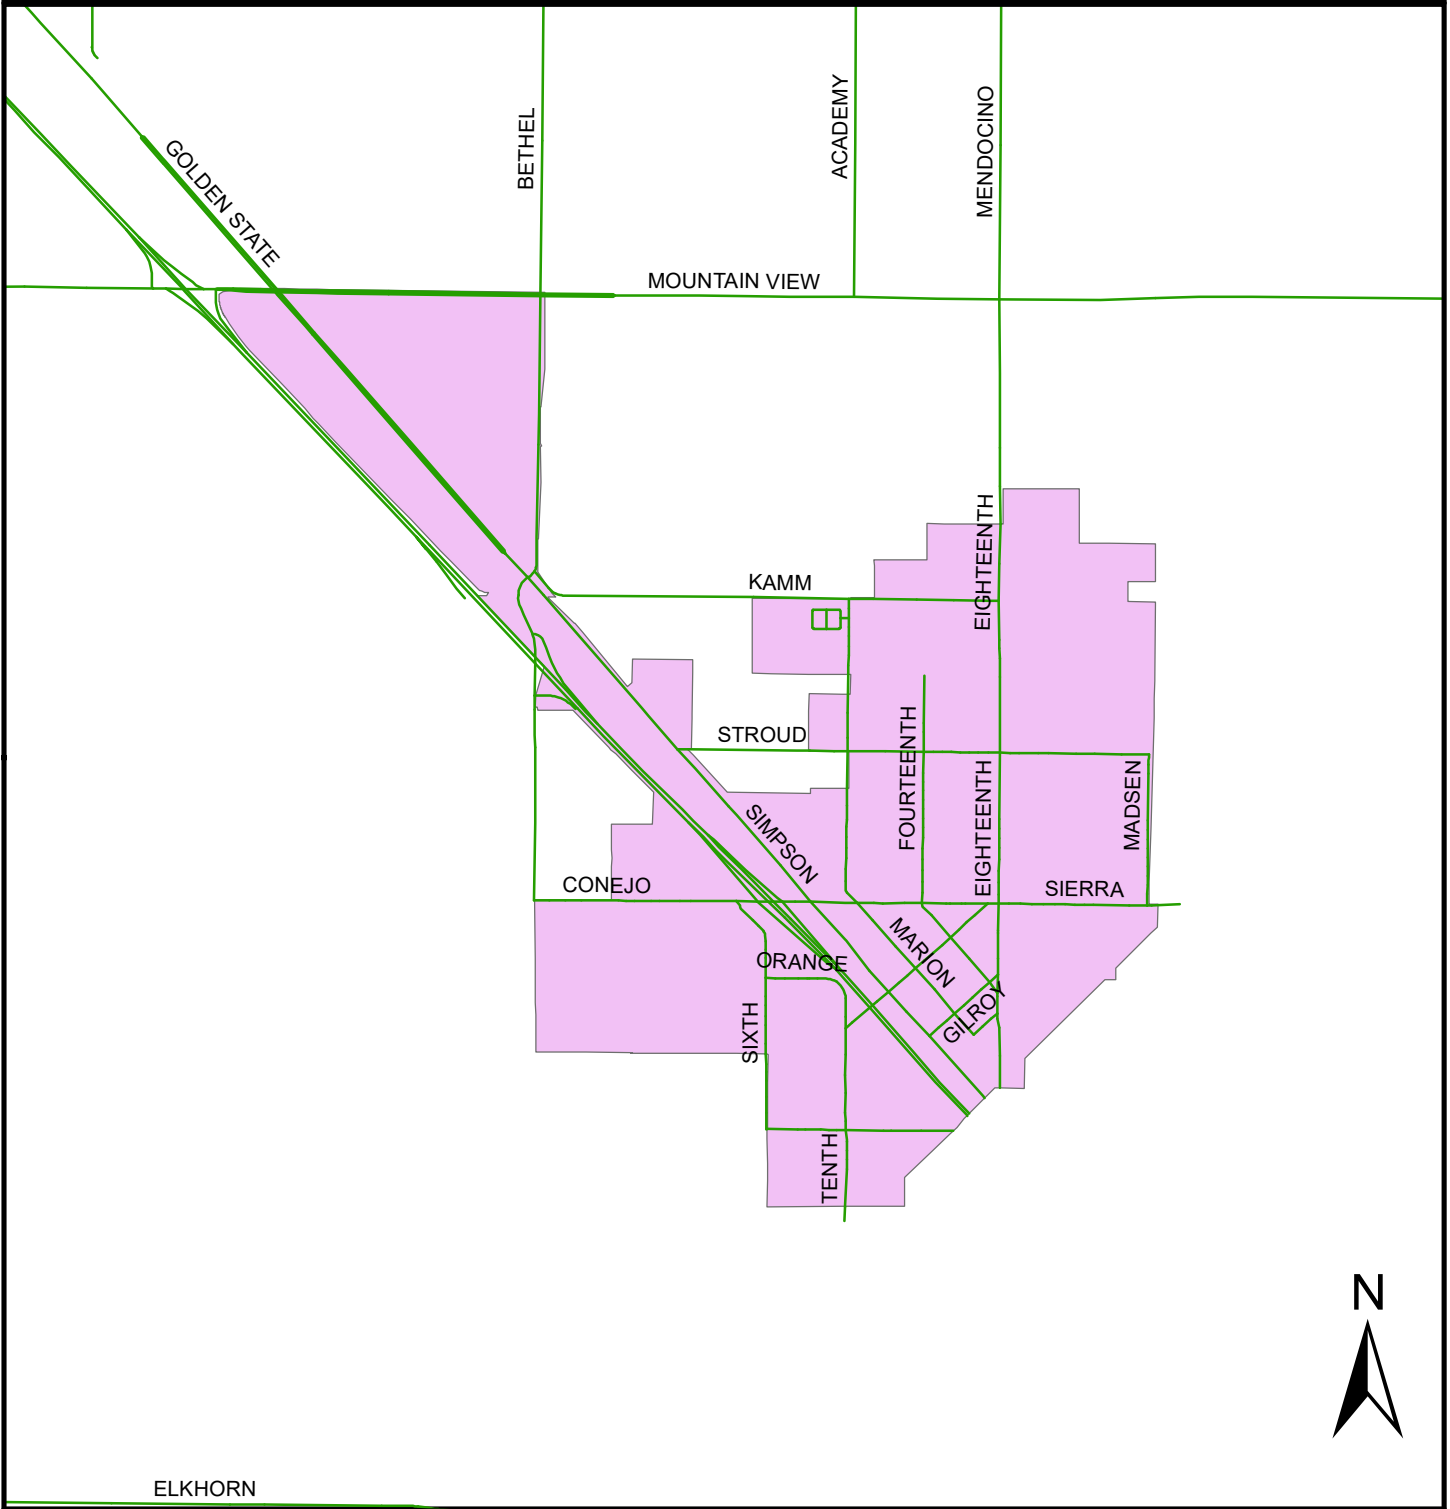 ACADEMY
MENDOCINO
BETHEL
GOLDEN STATE
MOUNTAIN VIEW
EIGHTEENTH
KAMM
STROUD
FOURTEENTH
EIGHTEENTH
MADSEN
SIMPSON
CONEJO
SIERRA
MARION
ORANGE
GILROY
SIXTH
TENTH
N
ELKHORN